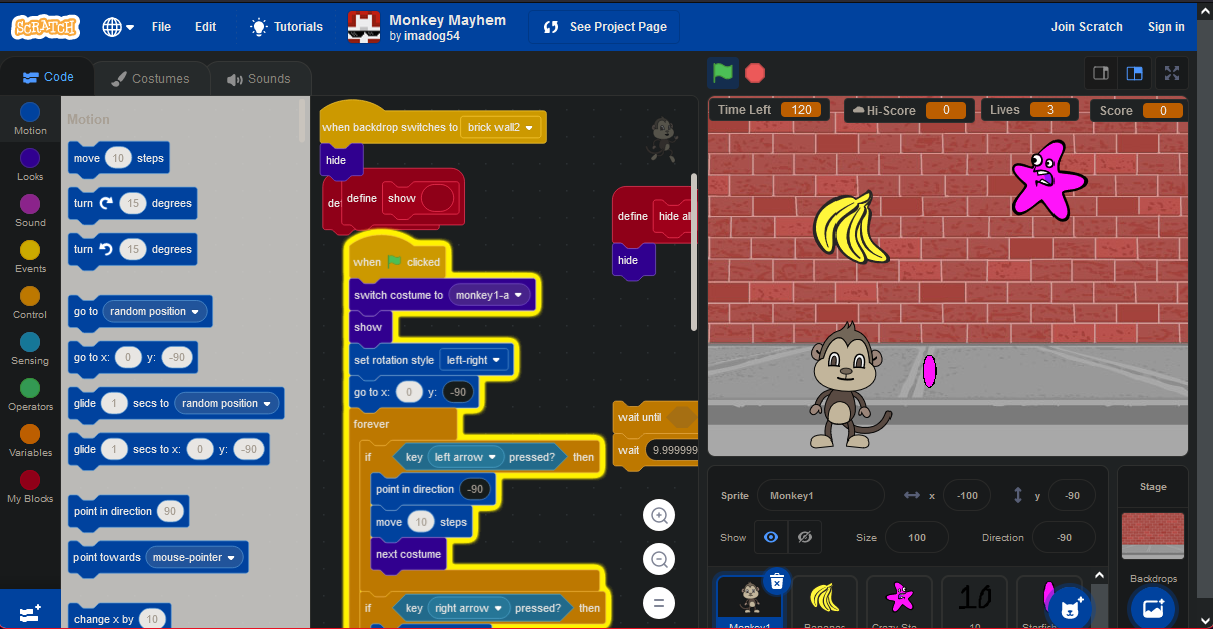 SCRATCH
File
Edit
Tutorials
Monkey Mayhem
by imadog54
See Project Page
Join Scratch
Sign in
Code
Costumes
Sounds
Motion
Looks
Sound
Events
Control
Sensing
Operators
Variables
My Blocks
Motion
move 10 steps
turn 15 degrees
turn 15 degrees
go to random position
go to x: 0 y: -90
glide 1 secs to random position
glide 1 secs to x: 0 y: -90
point in direction 90
point towards mouse-pointer
change x by 10
when backdrop switches to brick wall2
hide
de
define show
when clicked
switch costume to monkey1-a
show
set rotation style left-right
go to x: 0 y: -90
forever
if key left arrow pressed? then
point in direction -90
move 10 steps
next costume
if key right arrow pressed? then
define hide all
hide
wait until
wait 9.999999
Time Left 120
Hi-Score 0
Lives 3
Score 0
Sprite Monkey1 x -100 y -90
Show Size 100 Direction -90
Stage
Backdrops
Monkey1
Bananas
10
10